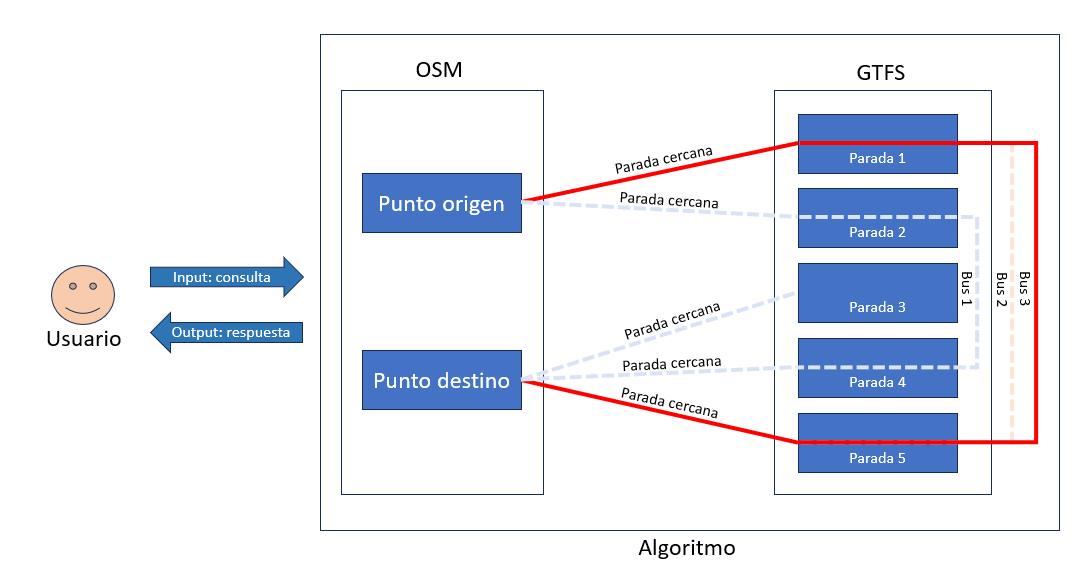 OSM
GTFS
Parada cercana
Parada 1
Punto origen
Parada cercana
Parada 2
Input: consulta
Bus 1
Bus 2
Bus 3
Parada cercana
Parada 3
Output: respuesta
Usuario
Parada cercana
Punto destino
Parada 4
Parada cercana
Parada 5
Algoritmo